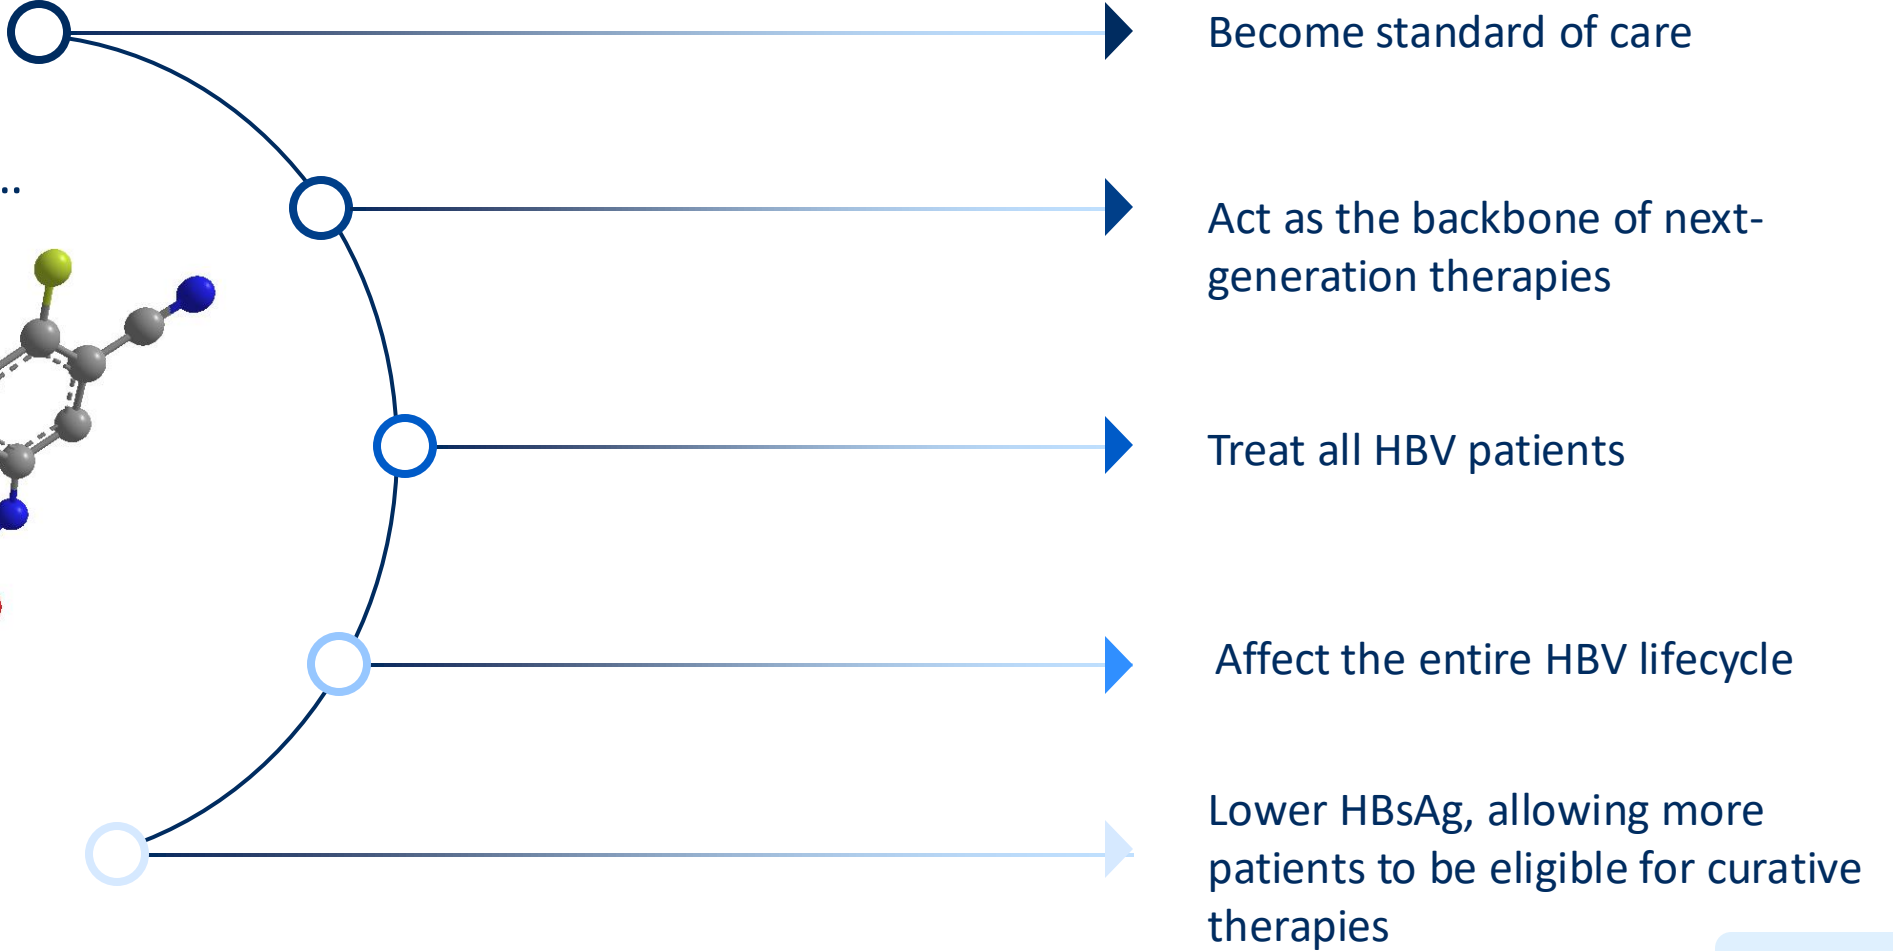 Become standard of care
..
Act as the backbone of next-
generation therapies
Treat all HBV patients
Affect the entire HBV lifecycle
Lower HBsAg, allowing more
patients to be eligible for curative
therapies